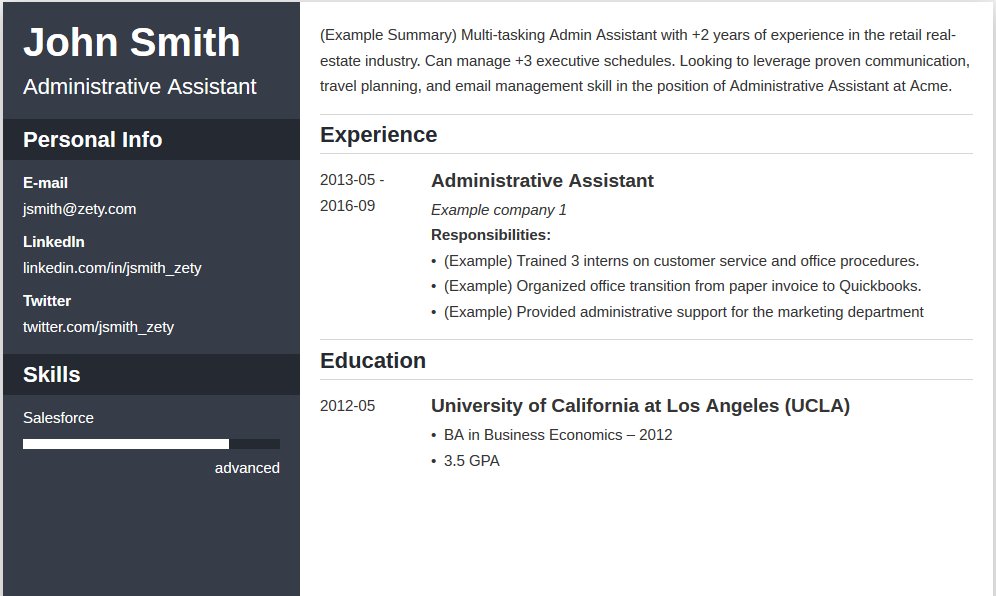 John Smith
Administrative Assistant
Personal Info
E-mail
jsmith@zety.com
LinkedIn
linkedin.com/in/jsmith_zety
Twitter
twitter.com/jsmith_zety
Skills
Salesforce
advanced
(Example Summary) Multi-tasking Admin Assistant with +2 years of experience in the retail real-
estate industry. Can manage +3 executive schedules. Looking to leverage proven communication,
travel planning, and email management skill in the position of Administrative Assistant at Acme.
Experience
2013-05 -
2016-09
Administrative Assistant
Example company 1
Responsibilities:
• (Example) Trained 3 interns on customer service and office procedures.
• (Example) Organized office transition from paper invoice to Quickbooks.
• (Example) Provided administrative support for the marketing department
Education
2012-05
University of California at Los Angeles (UCLA)
• BA in Business Economics – 2012
• 3.5 GPA